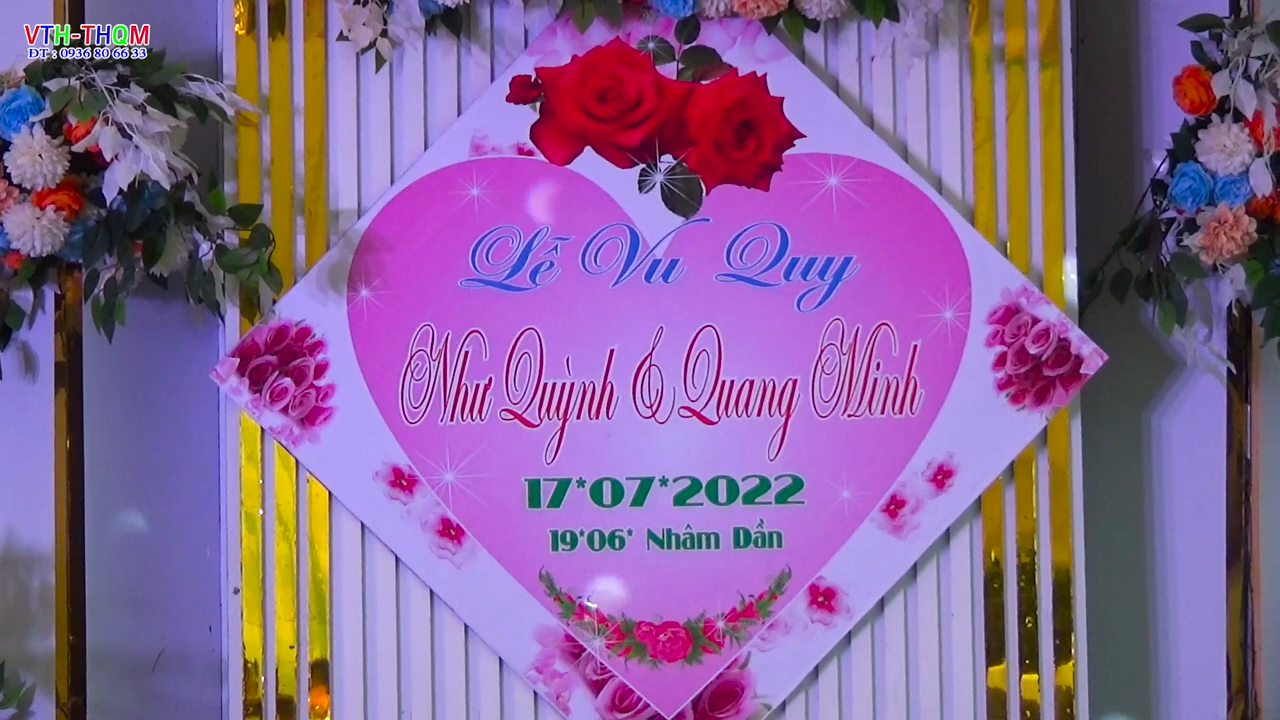 VTH-THQM
ĐT : 0936 80 66 33
Lễ Vu Quy
Như Quỳnh & Quang Minh
17*07*2022
19*06* Nhâm Dần